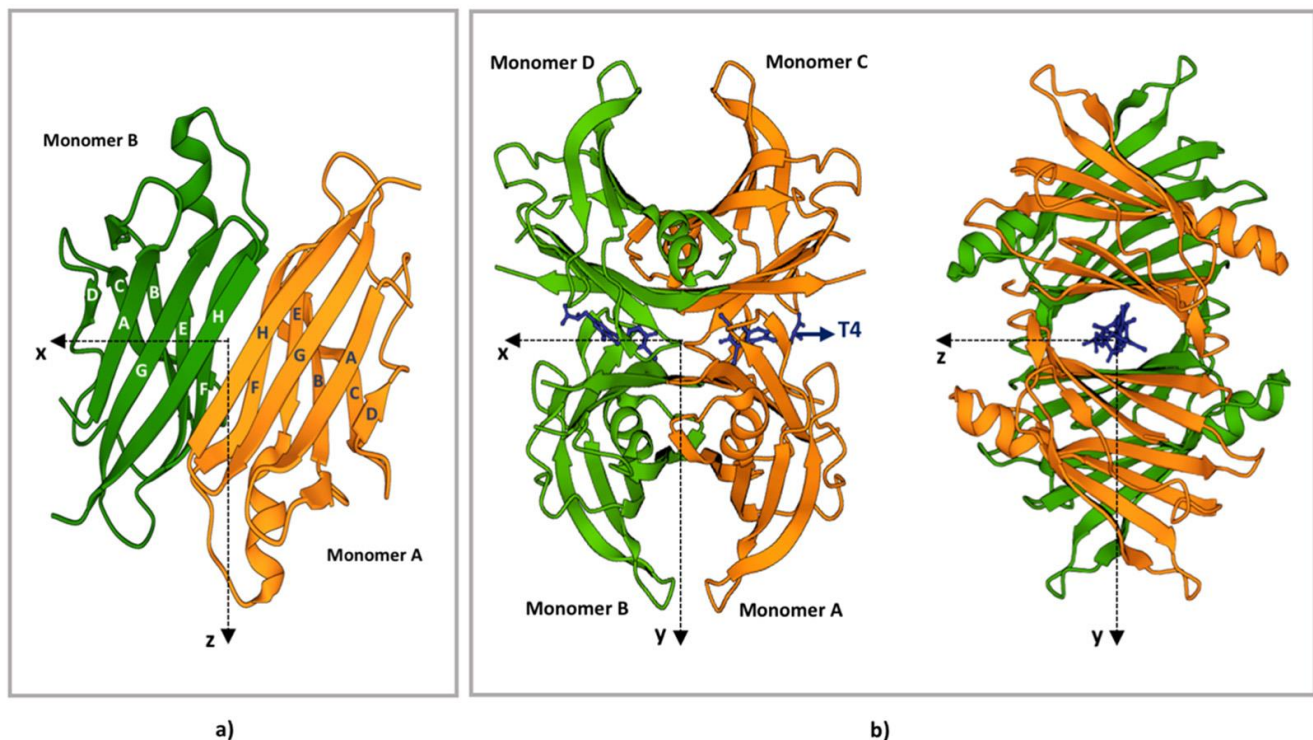 Monomer B
D
C
B
A
E
H
G
F
E
H
G
A
F
B
C
D
x
z
Monomer A
a)
Monomer D
Monomer C
x
T4
Monomer B
Monomer A
y
z
y
b)